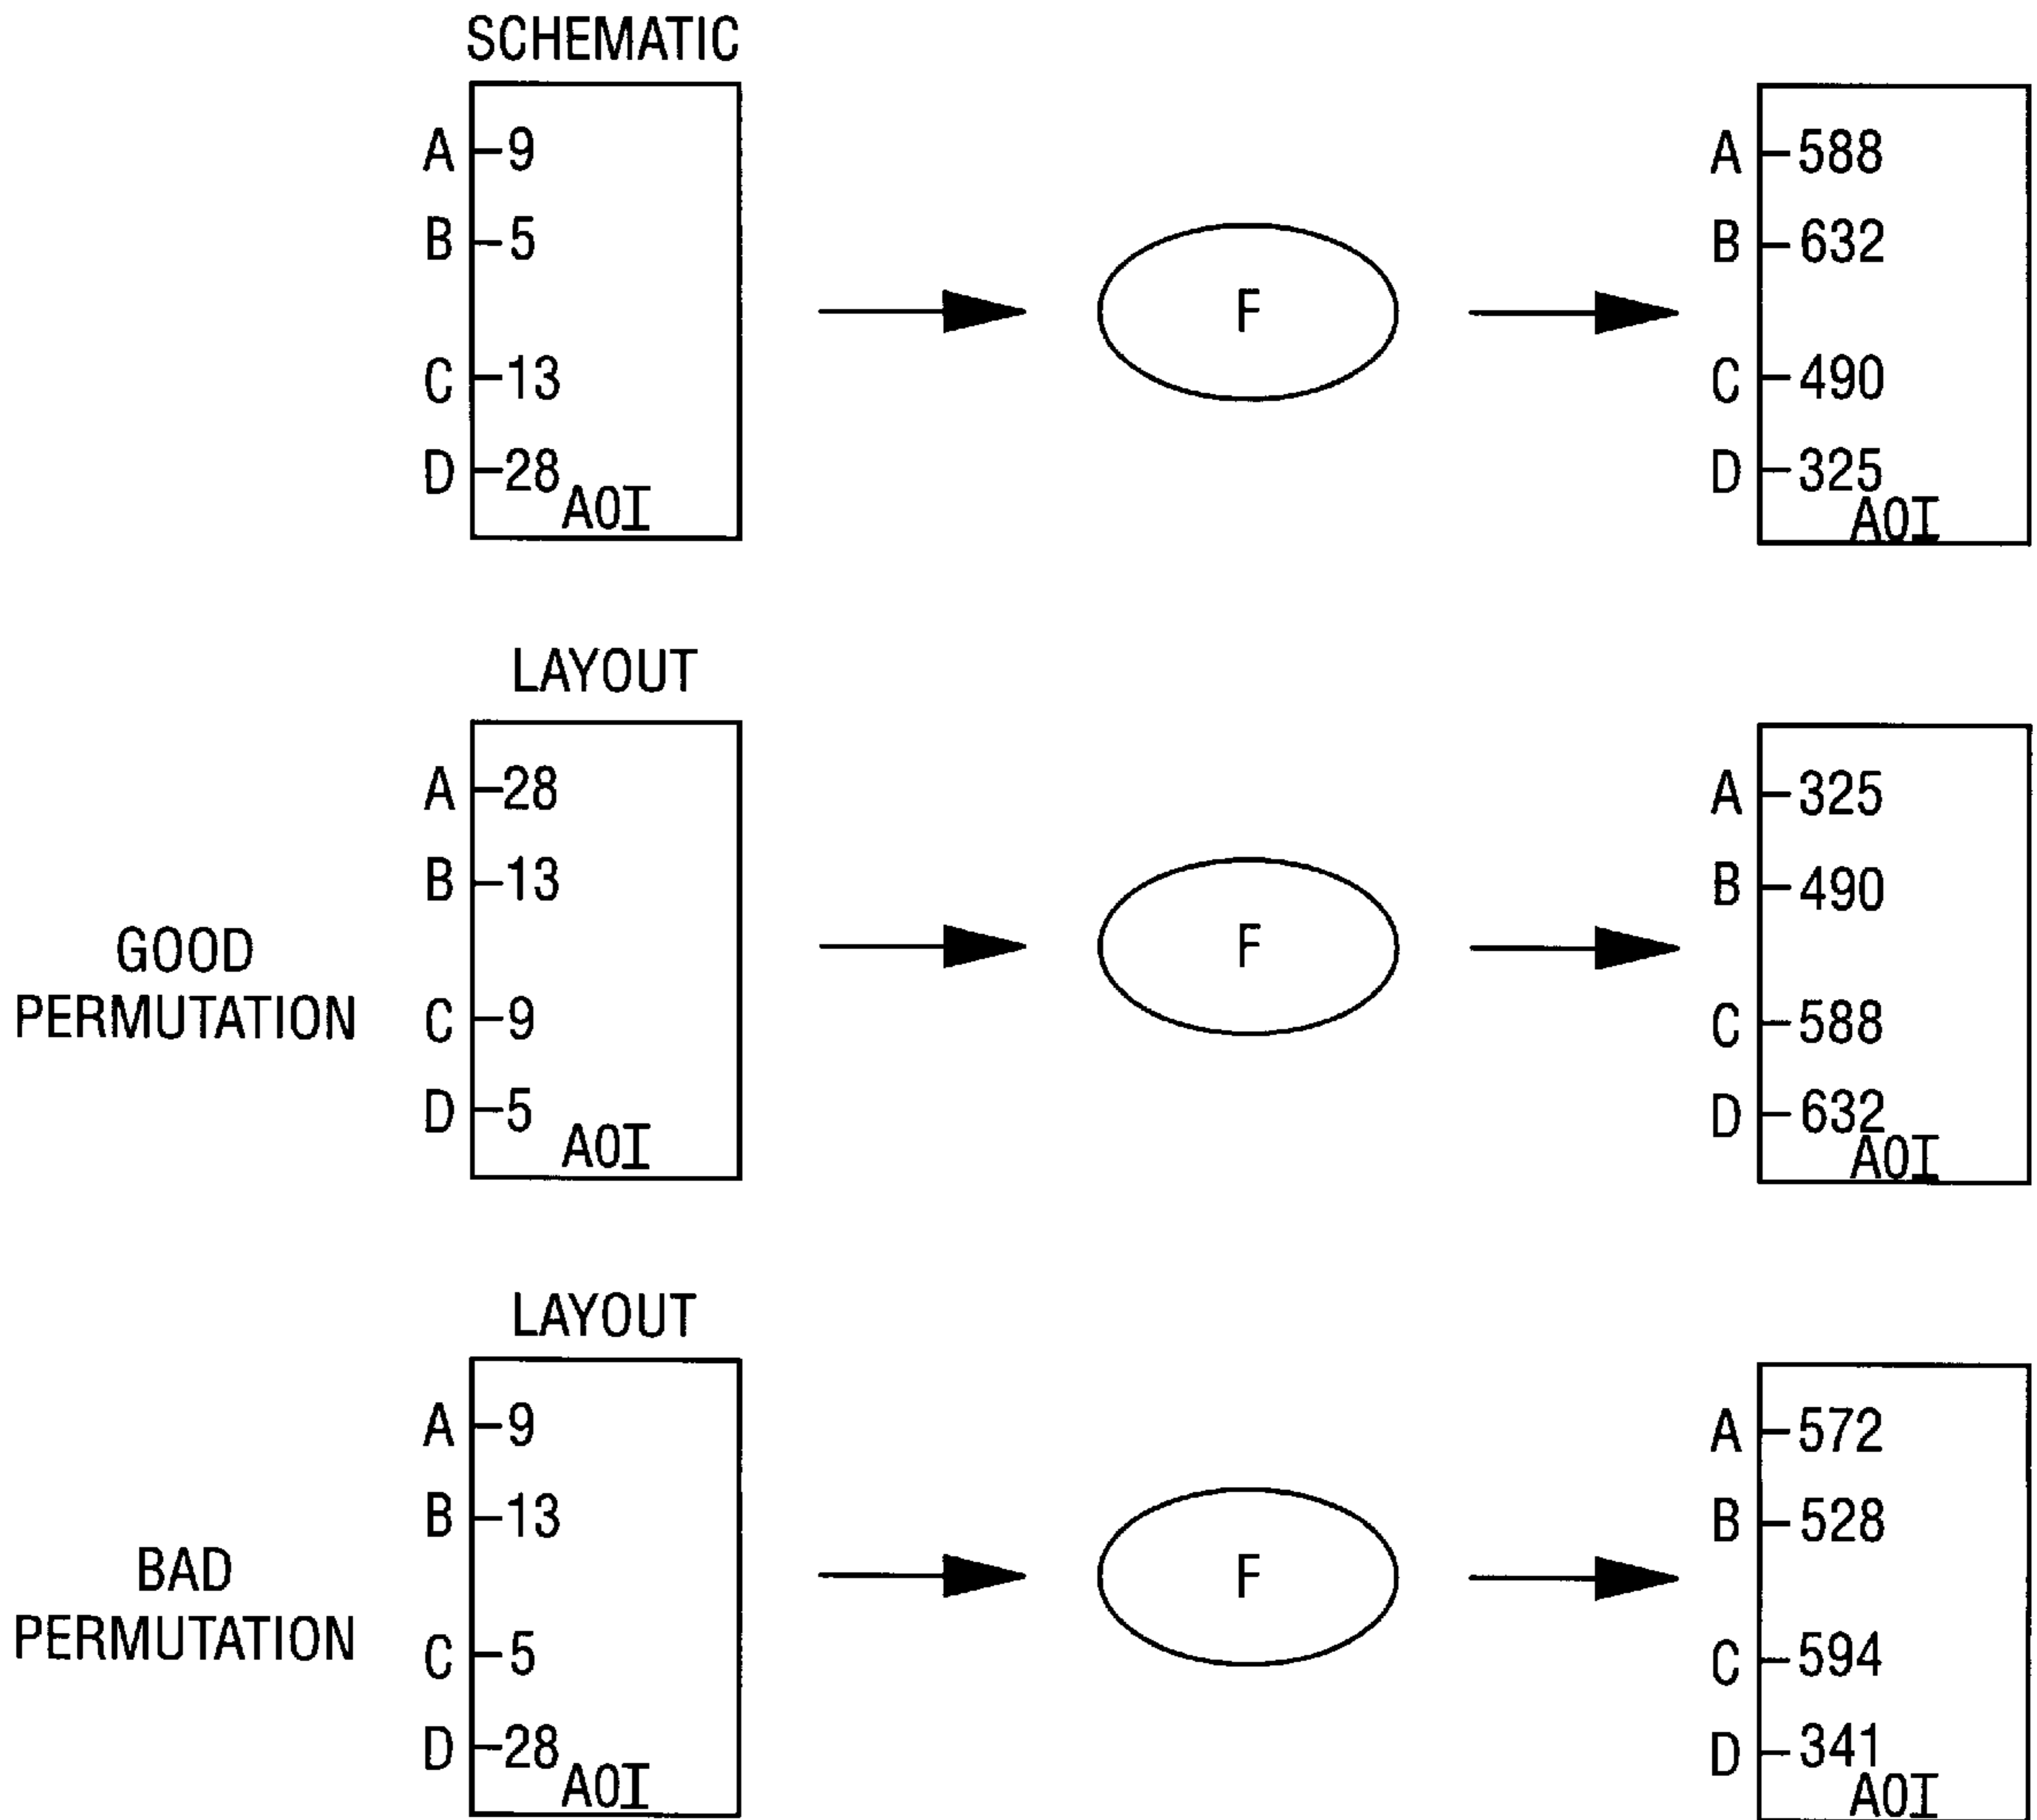 SCHEMATIC
A 9
B 5
C 13
D 28
AOI
F
A 588
B 632
C 490
D 325
AOI
LAYOUT
GOOD
PERMUTATION
A 28
B 13
C 9
D 5
AOI
F
A 325
B 490
C 588
D 632
AOI
LAYOUT
BAD
PERMUTATION
A 9
B 13
C 5
D 28
AOI
F
A 572
B 528
C 594
D 341
AOI